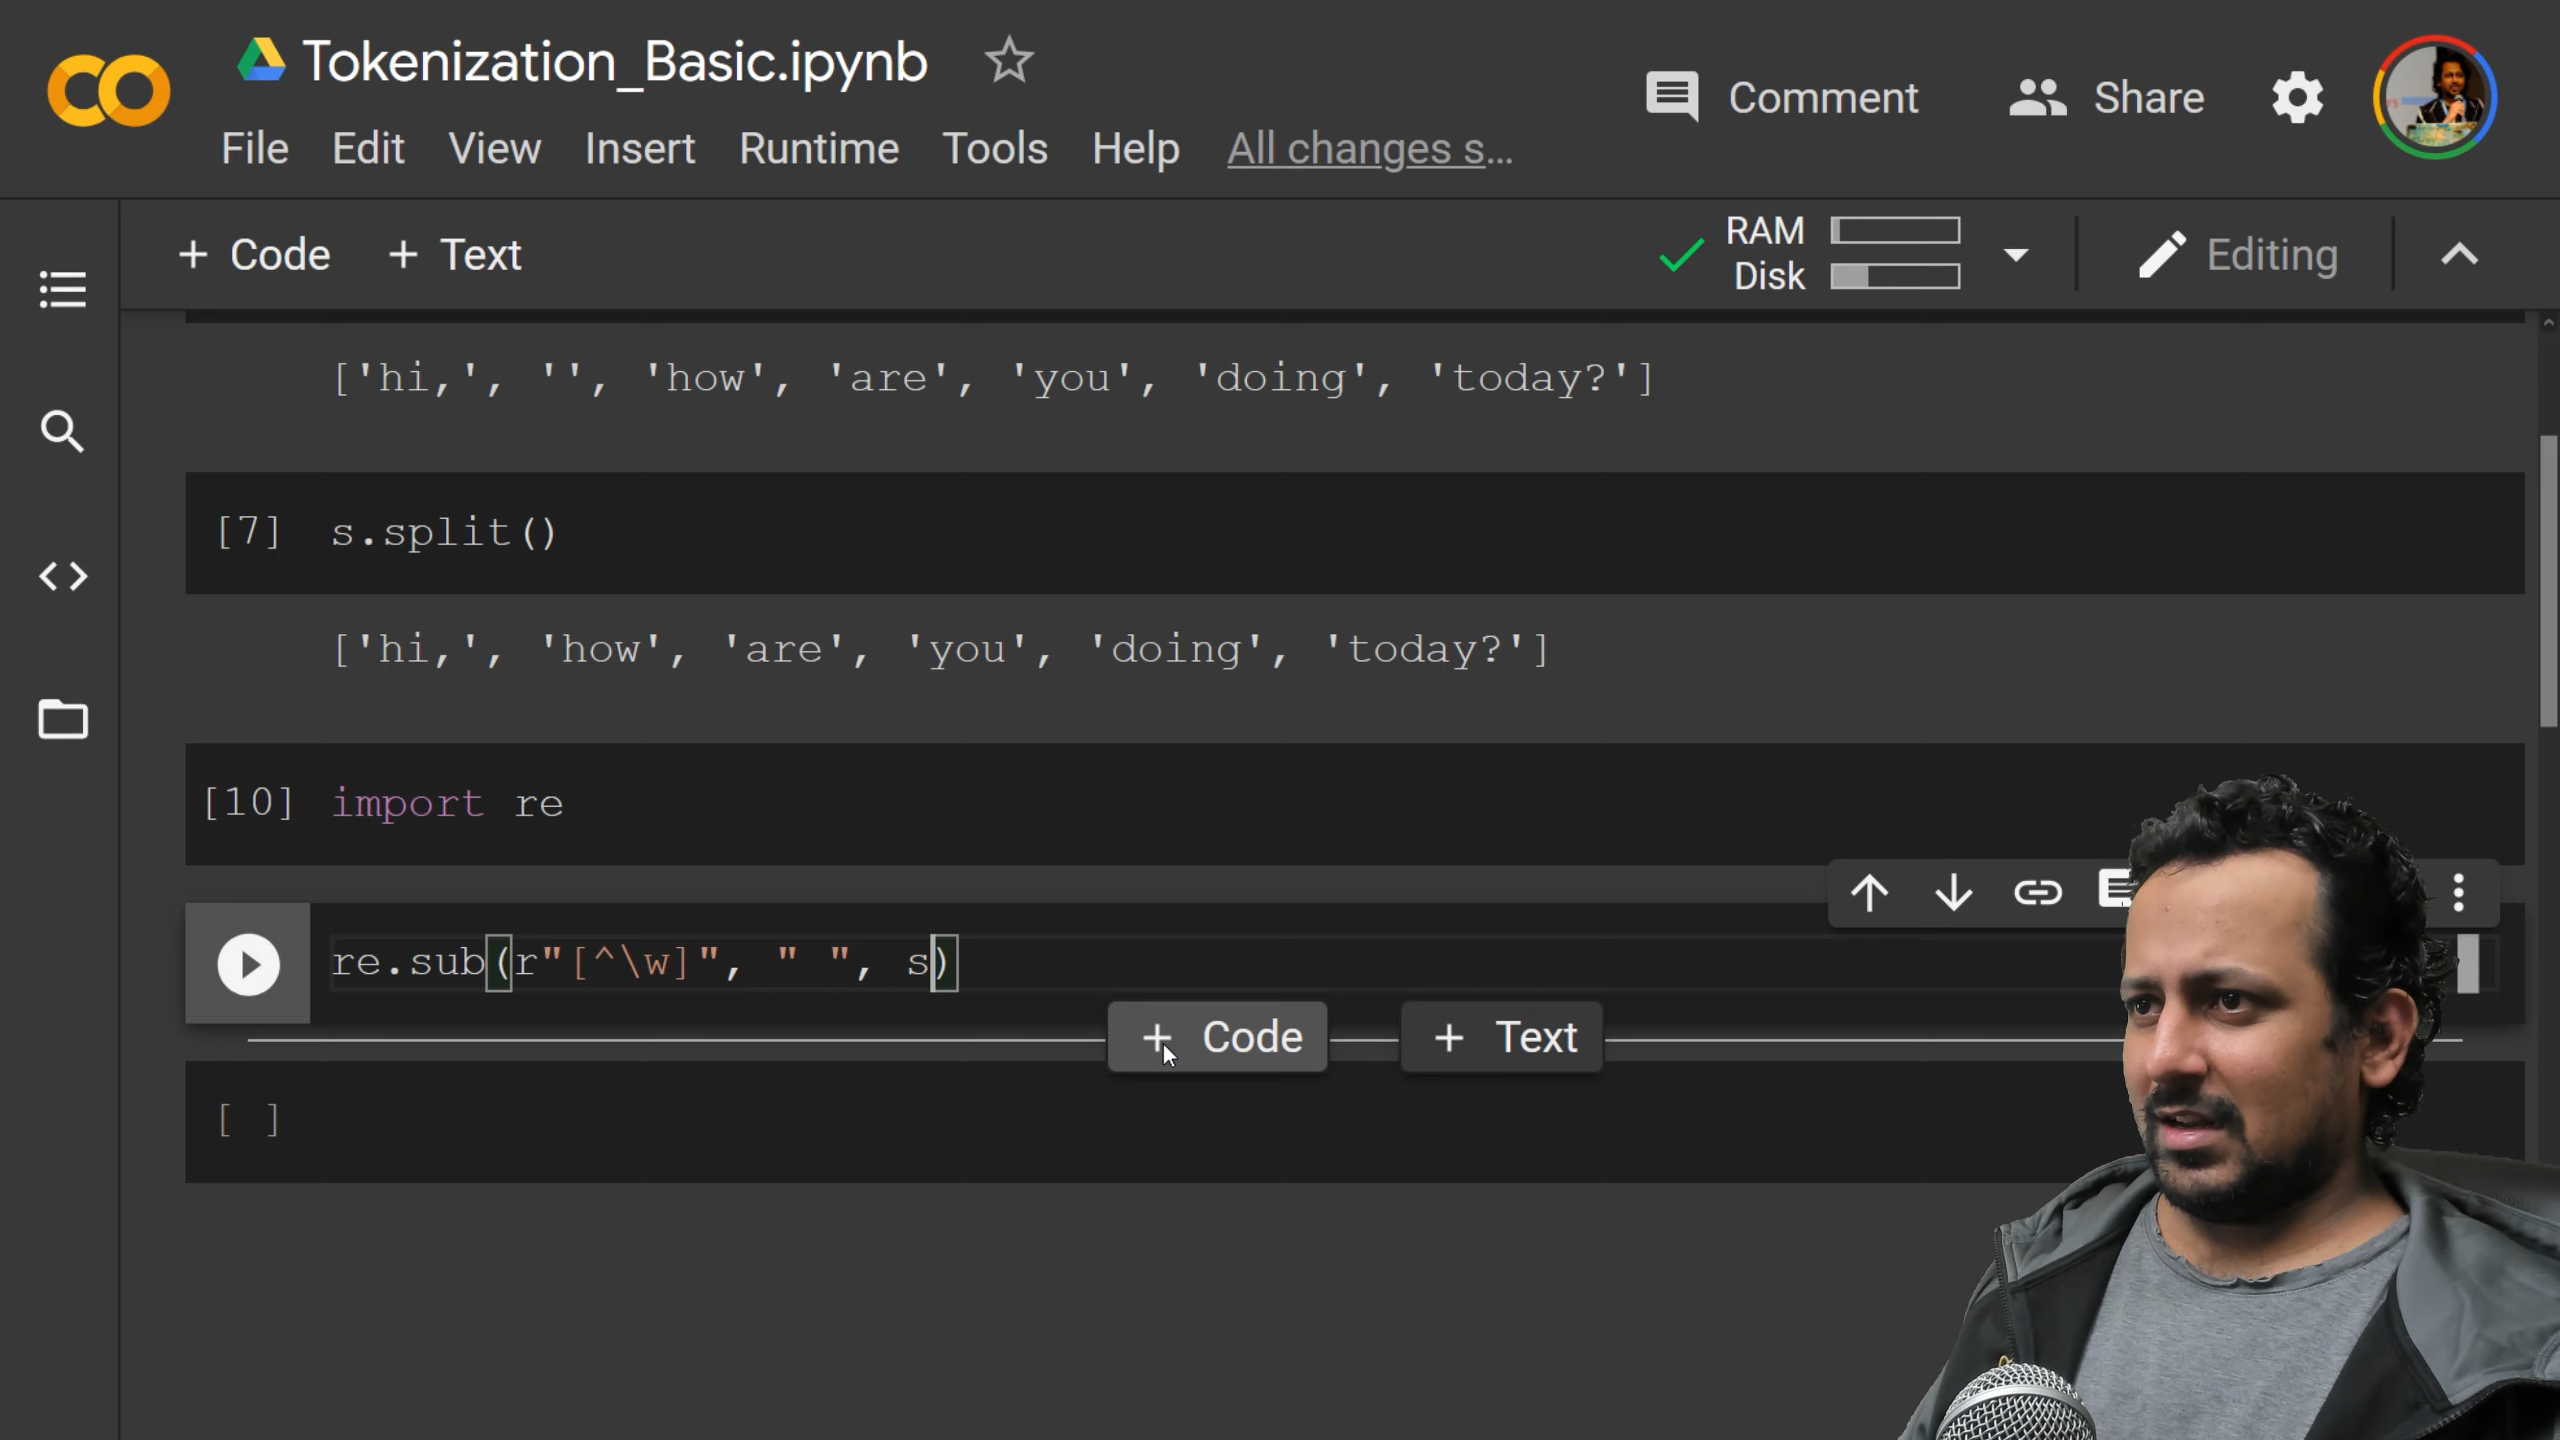 Tokenization_Basic.ipynb
Comment
Share
File Edit View Insert Runtime Tools Help All changes s...
+ Code + Text
RAM
Disk
Editing
['hi,', '', 'how', 'are', 'you', 'doing', 'today?']
[7] s.split()
['hi,', 'how', 'are', 'you', 'doing', 'today?']
[10] import re
re.sub(r"[^\w]", " ", s)
+ Code + Text
[ ]